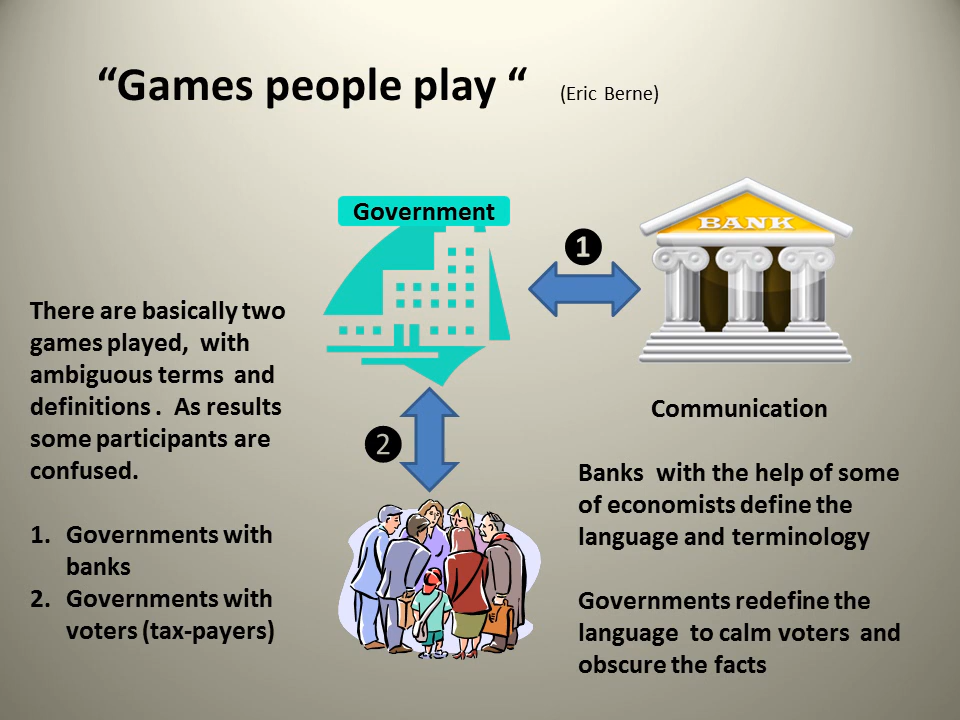 “Games people play “ (Eric Berne)
Government
❶
BANK
There are basically two
games played, with
ambiguous terms and
definitions . As results
some participants are
confused.
1. Governments with
banks
2. Governments with
voters (tax-payers)
❷
Communication
Banks with the help of some
of economists define the
language and terminology
Governments redefine the
language to calm voters and
obscure the facts